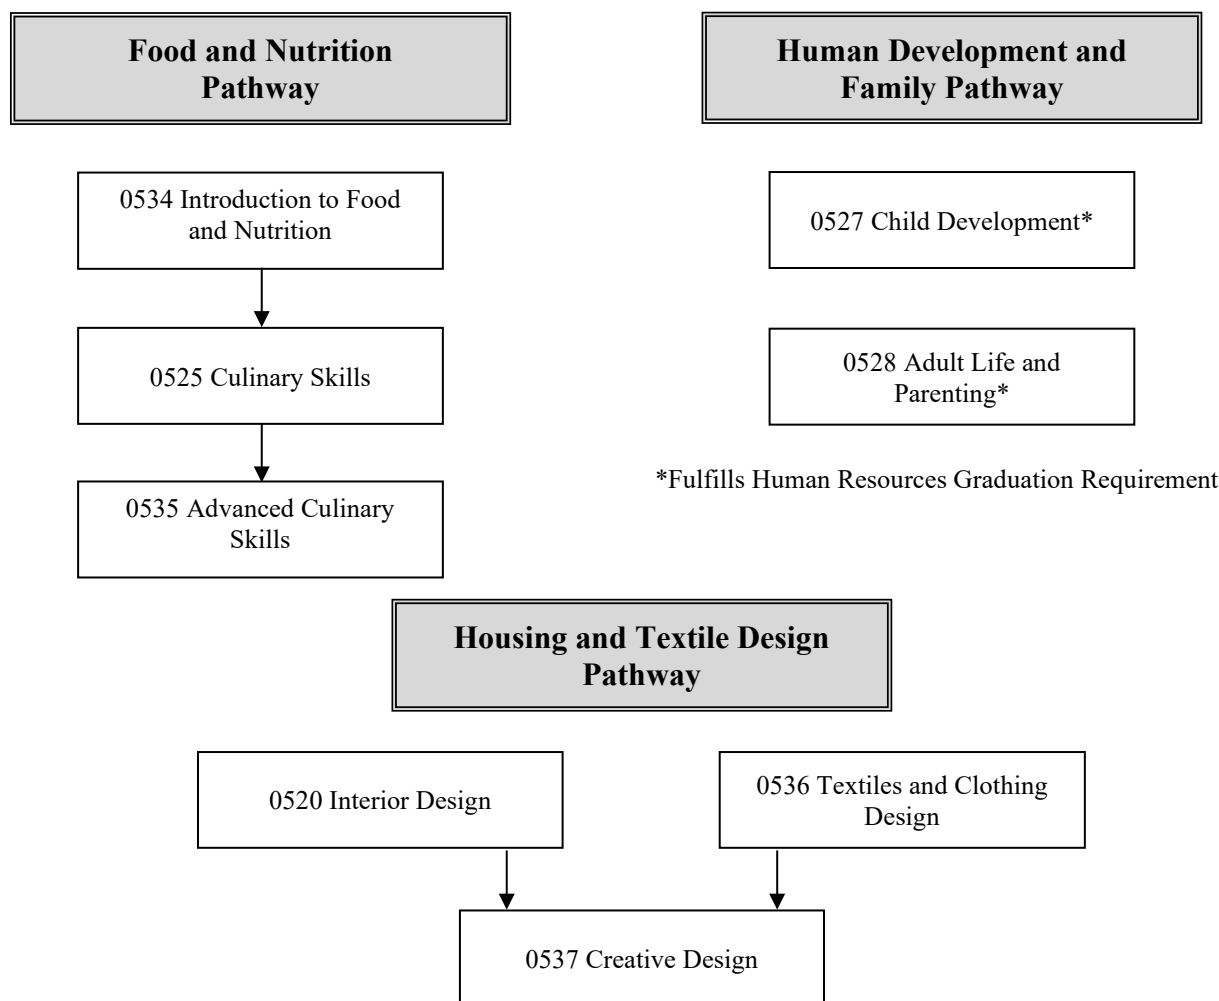 Food and Nutrition
Pathway
0534 Introduction to Food
and Nutrition
0525 Culinary Skills
0535 Advanced Culinary
Skills
Human Development and
Family Pathway
0527 Child Development*
0528 Adult Life and
Parenting*
*Fulfills Human Resources Graduation Requirement
Housing and Textile Design
Pathway
0520 Interior Design
0536 Textiles and Clothing
Design
0537 Creative Design